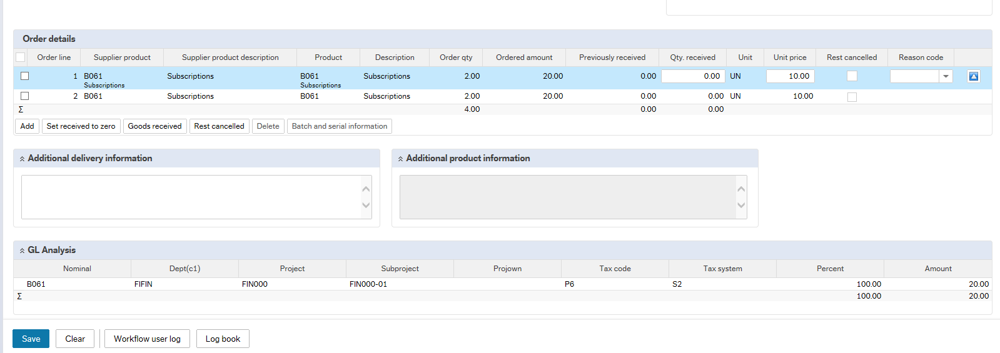 Order details
Order line Supplier product Supplier product description Product Description Order qty Ordered amount Previously received Qty. received Unit Unit price Rest cancelled Reason code
1 B061 Subscriptions B061 Subscriptions 2.00 20.00 0.00 0.00 UN 10.00
Subscriptions Subscriptions
2 B061 Subscriptions B061 Subscriptions 2.00 20.00 0.00 0.00 UN 10.00
Σ 4.00 0.00 0.00
Add Set received to zero Goods received Rest cancelled Delete Batch and serial information
Additional delivery information
Additional product information
GL Analysis
Nominal Dept(c1) Project Subproject Projown Tax code Tax system Percent Amount
B061 FIFIN FIN000 FIN000-01 P6 S2 100.00 20.00
Σ 100.00 20.00
Save Clear Workflow user log Log book